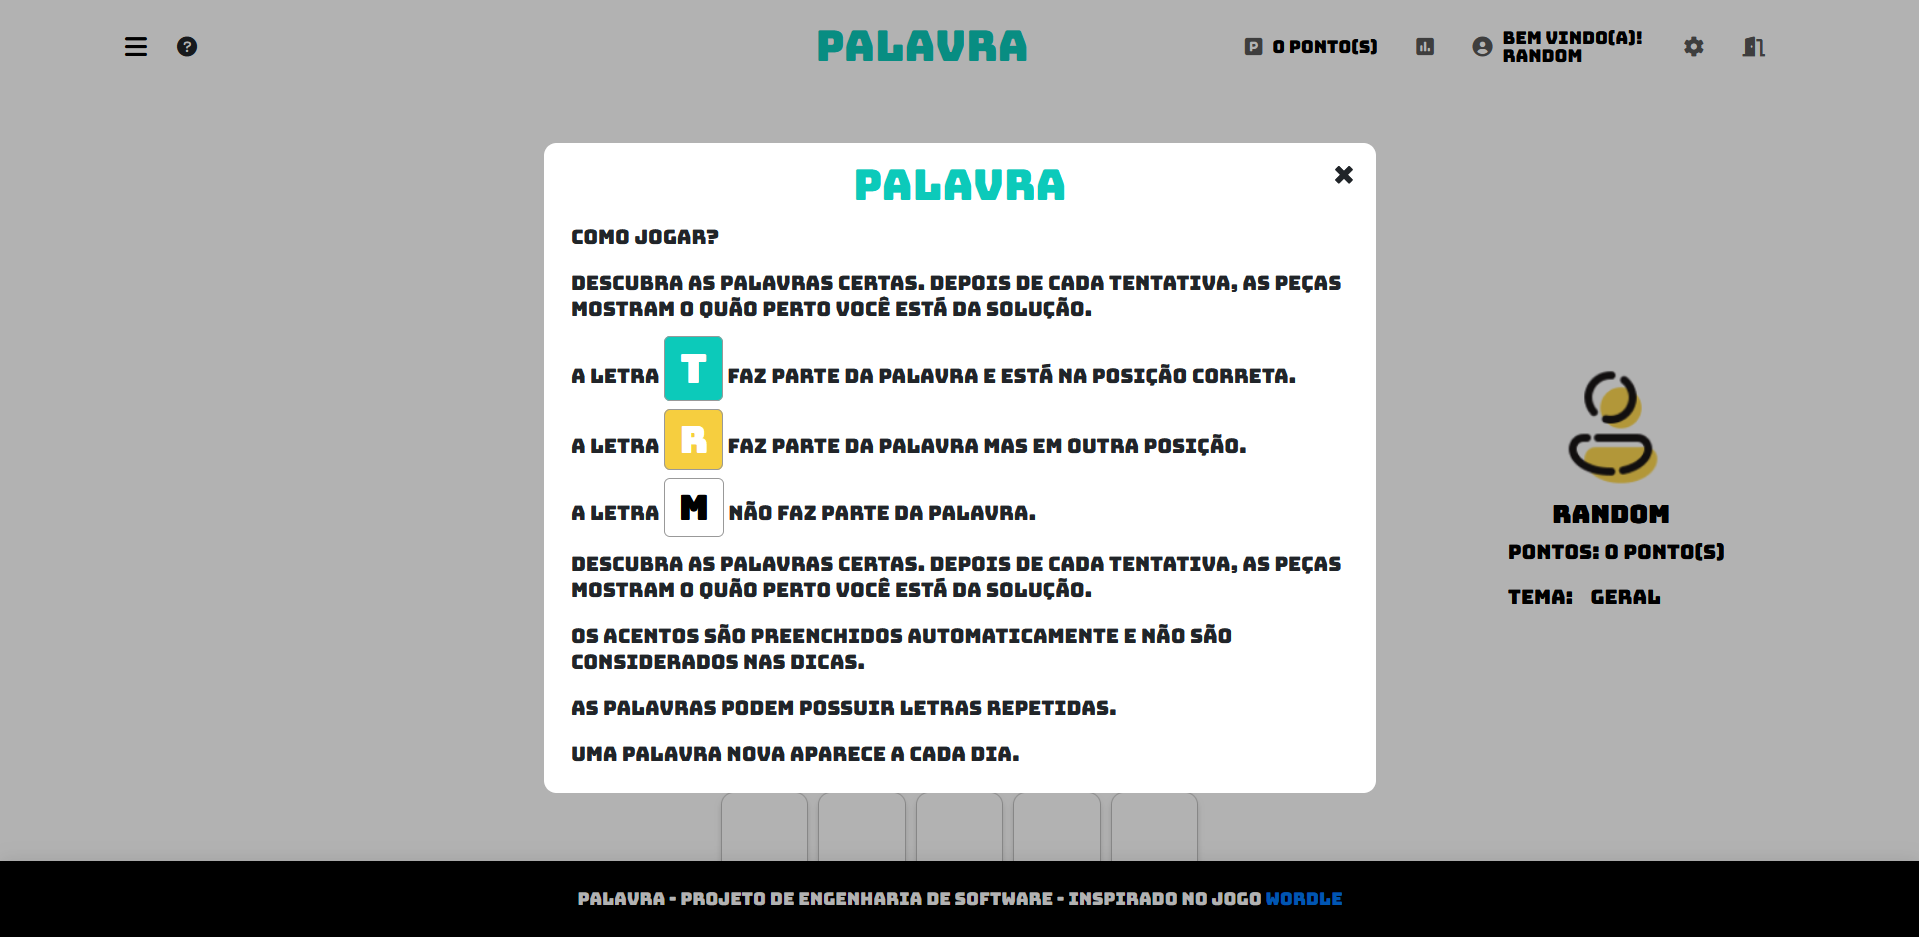 PALAVRA
P 0 PONTO(S)
BEM VINDO(A)!
RANDOM
PALAVRA
COMO JOGAR?
DESCUBRA AS PALAVRAS CERTAS. DEPOIS DE CADA TENTATIVA, AS PEÇAS
MOSTRAM O QUÃO PERTO VOCÊ ESTÁ DA SOLUÇÃO.
A LETRA T FAZ PARTE DA PALAVRA E ESTÁ NA POSIÇÃO CORRETA.
A LETRA R FAZ PARTE DA PALAVRA MAS EM OUTRA POSIÇÃO.
A LETRA M NÃO FAZ PARTE DA PALAVRA.
DESCUBRA AS PALAVRAS CERTAS. DEPOIS DE CADA TENTATIVA, AS PEÇAS
MOSTRAM O QUÃO PERTO VOCÊ ESTÁ DA SOLUÇÃO.
OS ACENTOS SÃO PREENCHIDOS AUTOMATICAMENTE E NÃO SÃO
CONSIDERADOS NAS DICAS.
AS PALAVRAS PODEM POSSUIR LETRAS REPETIDAS.
UMA PALAVRA NOVA APARECE A CADA DIA.
RANDOM
PONTOS: 0 PONTO(S)
TEMA: GERAL
PALAVRA - PROJETO DE ENGENHARIA DE SOFTWARE - INSPIRADO NO JOGO WORDLE